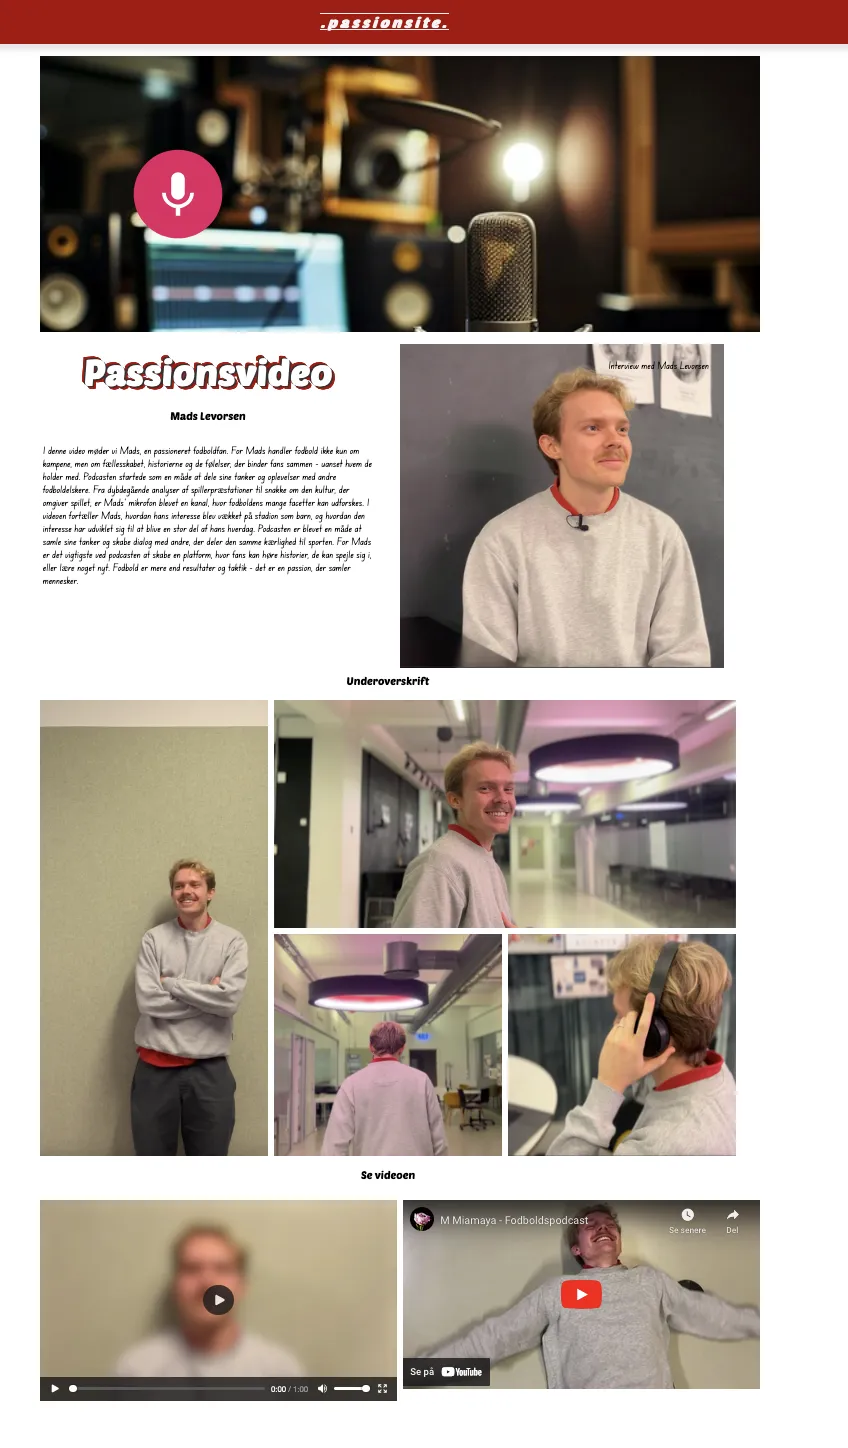 .passionsite.
Passionsvideo
Mads Levorsen
I denne video møder vi Mads, en passioneret fodboldfan. For Mads handler fodbold ikke kun om
kampene, men om fællesskabet, historierne og de følelser, der binder fans sammen - uanset hvem de
holder med. Podcasten startede som en måde at dele sine tanker og oplevelser med andre
fodboldelskere. Fra dybdegående analyser af spillerpræstationer til snakke om den kultur, der
omgiver spillet, er Mads' mikrofon blevet en kanal, hvor fodboldens mange facetter kan udforskes. I
videoen fortæller Mads, hvordan hans interesse blev vækket på stadion som barn, og hvordan den
interesse har udviklet sig til at blive en stor del af hans hverdag. Podcasten er blevet en måde at
samle sine tanker og skabe dialog med andre, der deler den samme kærlighed til sporten. For Mads
er det vigtigste ved podcasten at skabe en platform, hvor fans kan høre historier, de kan spejle sig i,
eller lære noget nyt. Fodbold er mere end resultater og taktik - det er en passion, der samler
mennesker.
Interview med Mads Levorsen
Underoverskrift
Se videoen
0:00 / 1:00
M Miamaya - Fodboldspodcast
Se senere
Del
Se på YouTube